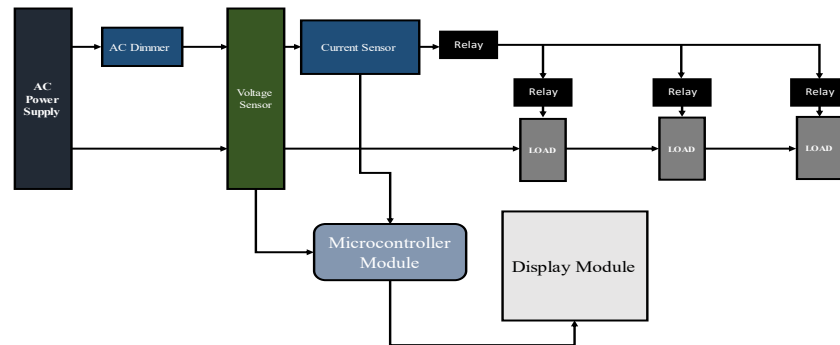 AC
Power
Supply
AC Dimmer
Voltage
Sensor
Current Sensor
Relay
Relay
Relay
Relay
LOAD
LOAD
LOAD
Microcontroller
Module
Display Module